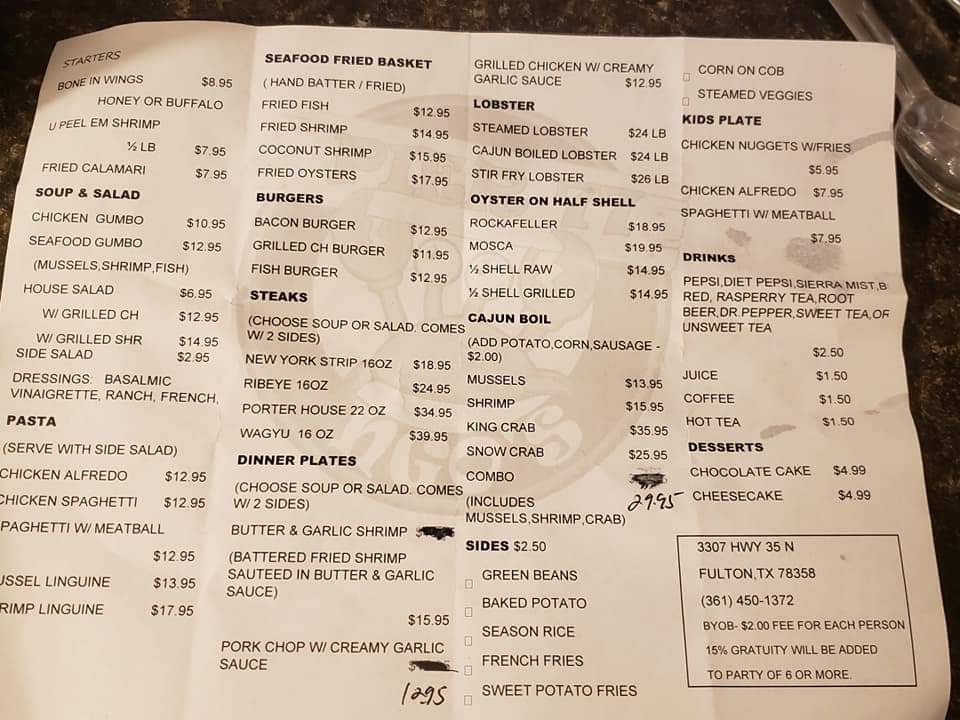 STARTERS
BONE IN WINGS $8.95
HONEY OR BUFFALO
U PEEL EM SHRIMP
½ LB $7.95
FRIED CALAMARI $7.95
SOUP & SALAD
CHICKEN GUMBO $10.95
SEAFOOD GUMBO $12.95
(MUSSELS,SHRIMP,FISH)
HOUSE SALAD $6.95
W/ GRILLED CH $12.95
W/ GRILLED SHR $14.95
SIDE SALAD $2.95
DRESSINGS: BASALMIC
VINAIGRETTE, RANCH, FRENCH,
PASTA
(SERVE WITH SIDE SALAD)
CHICKEN ALFREDO $12.95
CHICKEN SPAGHETTI $12.95
PAGHETTI W/ MEATBALL
$12.95
USSEL LINGUINE $13.95
RIMP LINGUINE $17.95
SEAFOOD FRIED BASKET
( HAND BATTER / FRIED)
FRIED FISH $12.95
FRIED SHRIMP $14.95
COCONUT SHRIMP $15.95
FRIED OYSTERS $17.95
BURGERS
BACON BURGER $12.95
GRILLED CH BURGER $11.95
FISH BURGER $12.95
STEAKS
(CHOOSE SOUP OR SALAD. COMES
W/ 2 SIDES)
NEW YORK STRIP 16OZ $18.95
RIBEYE 16OZ $24.95
PORTER HOUSE 22 OZ $34.95
WAGYU 16 OZ $39.95
DINNER PLATES
(CHOOSE SOUP OR SALAD. COMES
W/ 2 SIDES)
BUTTER & GARLIC SHRIMP
(BATTERED FRIED SHRIMP
SAUTEED IN BUTTER & GARLIC
SAUCE)
$15.95
PORK CHOP W/ CREAMY GARLIC
SAUCE
1295
GRILLED CHICKEN W/ CREAMY
GARLIC SAUCE $12.95
LOBSTER
STEAMED LOBSTER $24 LB
CAJUN BOILED LOBSTER $24 LB
STIR FRY LOBSTER $26 LB
OYSTER ON HALF SHELL
ROCKAFELLER $18.95
MOSCA $19.95
½ SHELL RAW $14.95
½ SHELL GRILLED $14.95
CAJUN BOIL
(ADD POTATO,CORN,SAUSAGE -
$2.00)
MUSSELS $13.95
SHRIMP $15.95
KING CRAB $35.95
SNOW CRAB $25.95
COMBO
29.95
(INCLUDES
MUSSELS,SHRIMP,CRAB)
SIDES $2.50
GREEN BEANS
BAKED POTATO
SEASON RICE
FRENCH FRIES
SWEET POTATO FRIES
CORN ON COB
STEAMED VEGGIES
KIDS PLATE
CHICKEN NUGGETS W/FRIES
$5.95
CHICKEN ALFREDO $7.95
SPAGHETTI W/ MEATBALL
$7.95
DRINKS
PEPSI,DIET PEPSI,SIERRA MIST,B
RED, RASPERRY TEA,ROOT
BEER,DR.PEPPER,SWEET TEA,OR
UNSWEET TEA
$2.50
JUICE $1.50
COFFEE $1.50
HOT TEA $1.50
DESSERTS
CHOCOLATE CAKE $4.99
CHEESECAKE $4.99
3307 HWY 35 N
FULTON,TX 78358
(361) 450-1372
BYOB- $2.00 FEE FOR EACH PERSON
15% GRATUITY WILL BE ADDED
TO PARTY OF 6 OR MORE.